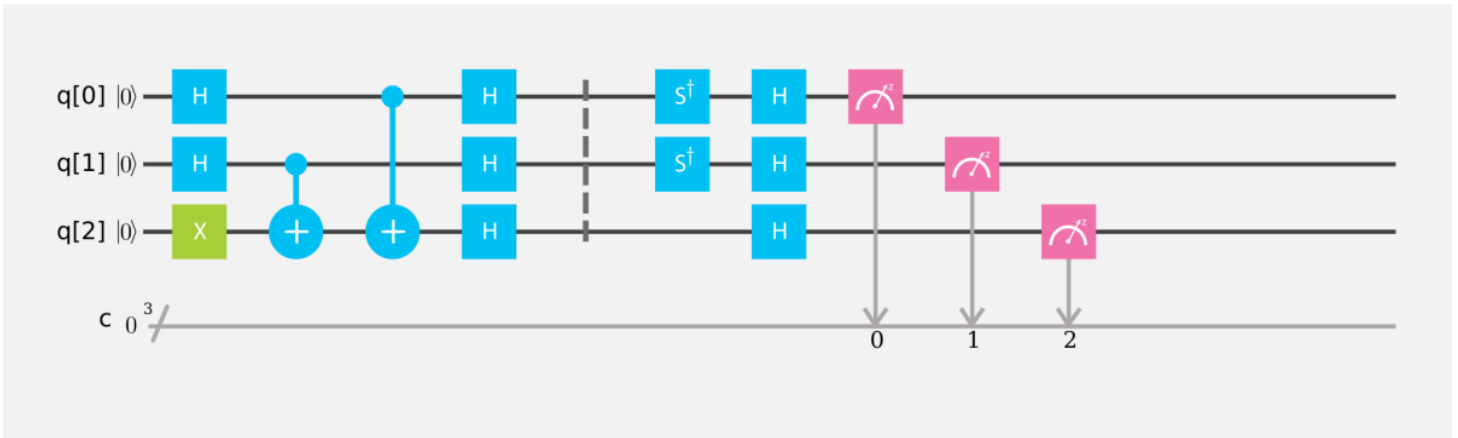 q[0] |0⟩ H H S† H z
q[1] |0⟩ H H S† H z
q[2] |0⟩ X H H z
c 0 3
0 1 2